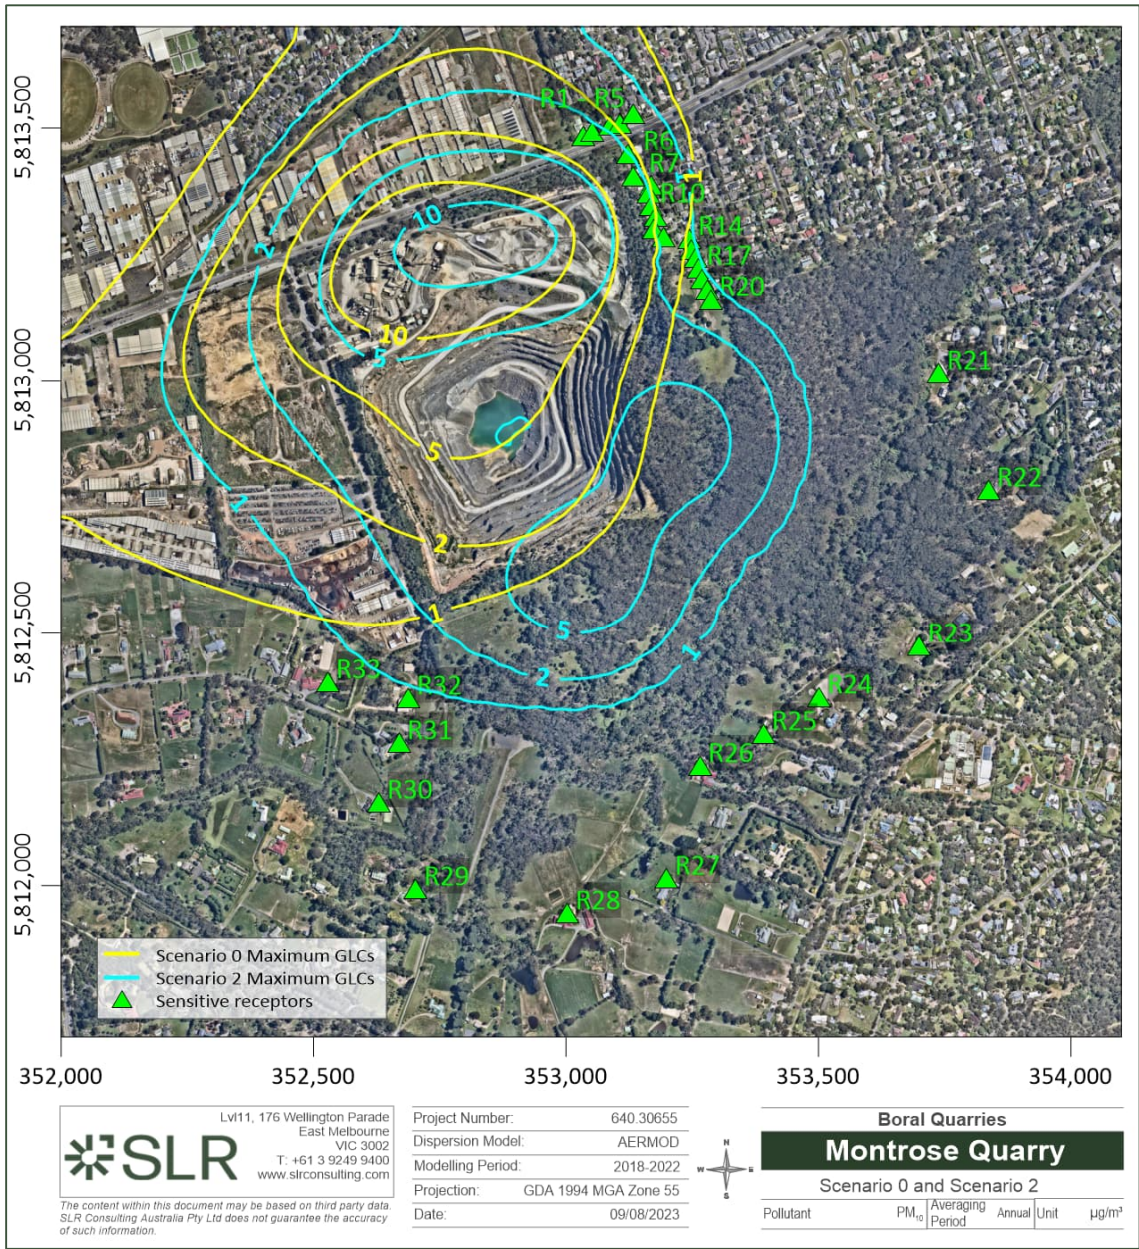 5,813,500
5,813,000
5,812,500
5,812,000
R1 - R5
R6
R7
R10
R14
R17
R20
R21
R22
R23
R24
R25
R26
R27
R28
R29
R30
R31
R32
R33
10
10
5
5
5
2
2
2
1
1
1
1
1
Scenario 0 Maximum GLCs
Scenario 2 Maximum GLCs
Sensitive receptors
352,000 352,500 353,000 353,500 354,000
SLR
Lvl11, 176 Wellington Parade
East Melbourne
VIC 3002
T: +61 3 9249 9400
www.slrconsulting.com
The content within this document may be based on third party data.
SLR Consulting Australia Pty Ltd does not guarantee the accuracy
of such information.
Project Number: 640.30655
Dispersion Model: AERMOD
Modelling Period: 2018-2022
Projection: GDA 1994 MGA Zone 55
Date: 09/08/2023
N
W E
S
Boral Quarries
Montrose Quarry
Scenario 0 and Scenario 2
Pollutant PM₁₀ Averaging Period Annual Unit µg/m³